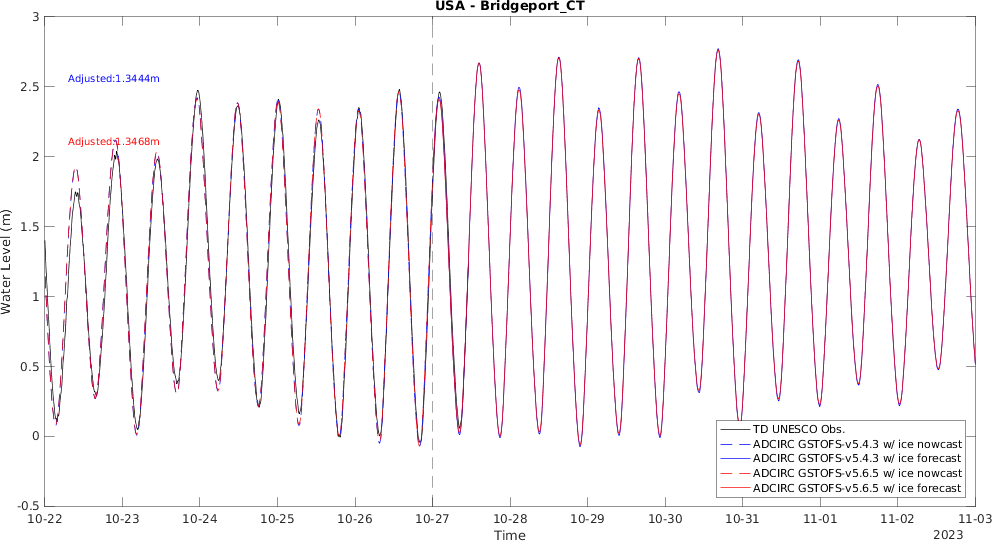 USA - Bridgeport_CT
3
2.5
2
1.5
1
0.5
0
-0.5
Water Level (m)
Adjusted:1.3444m
Adjusted:1.3468m
TD UNESCO Obs.
ADCIRC GSTOFS-v5.4.3 w/ ice nowcast
ADCIRC GSTOFS-v5.4.3 w/ ice forecast
ADCIRC GSTOFS-v5.6.5 w/ ice nowcast
ADCIRC GSTOFS-v5.6.5 w/ ice forecast
10-22 10-23 10-24 10-25 10-26 10-27 10-28 10-29 10-30 10-31 11-01 11-02 11-03
Time
2023